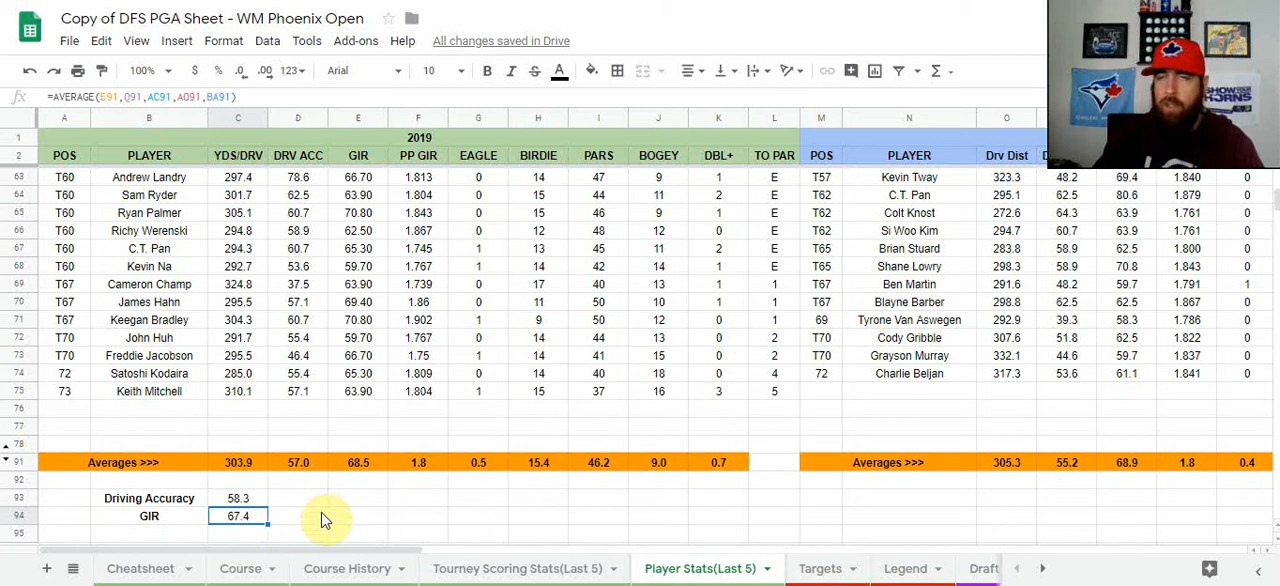 Copy of DFS PGA Sheet - WM Phoenix Open
File Edit View Insert Format Data Tools Add-ons Help All changes saved in Drive
100% $ % .0 .00 123 Arial 10 B I S A
fx =AVERAGE(E91,Q91,AC91,AO91,BA91)
A B C D E F G H I J K L M N O
1 2019
2 POS PLAYER YDS/DRV DRV ACC GIR PP GIR EAGLE BIRDIE PARS BOGEY DBL+ TO PAR POS PLAYER Drv Dist
63 T60 Andrew Landry 297.4 78.6 66.70 1.813 0 14 47 9 1 E T57 Kevin Tway 323.3 48.2 69.4 1.840 0
64 T60 Sam Ryder 301.7 62.5 63.90 1.804 0 15 44 11 2 E T62 C.T. Pan 295.1 62.5 80.6 1.879 0
65 T60 Ryan Palmer 305.1 60.7 70.80 1.843 0 15 46 9 1 E T62 Colt Knost 272.6 64.3 63.9 1.761 0
66 T60 Richy Werenski 294.8 58.9 62.50 1.867 0 12 48 12 0 E T62 Si Woo Kim 294.7 60.7 63.9 1.761 0
67 T60 C.T. Pan 294.3 60.7 65.30 1.745 1 13 45 11 2 E T65 Brian Stuard 283.8 58.9 62.5 1.800 0
68 T60 Kevin Na 292.7 53.6 59.70 1.767 1 14 42 14 1 E T65 Shane Lowry 298.3 58.9 70.8 1.843 0
69 T67 Cameron Champ 324.8 37.5 63.90 1.739 0 17 40 13 1 1 T67 Ben Martin 291.6 48.2 59.7 1.791 1
70 T67 James Hahn 295.5 57.1 69.40 1.86 0 11 50 10 1 1 T67 Blayne Barber 298.8 62.5 62.5 1.867 0
71 T67 Keegan Bradley 304.3 60.7 70.80 1.902 1 9 50 12 0 1 69 Tyrone Van Aswegen 292.9 39.3 58.3 1.786 0
72 T70 John Huh 291.7 55.4 59.70 1.767 0 15 44 13 0 2 T70 Cody Gribble 307.6 51.8 62.5 1.822 0
73 T70 Freddie Jacobson 295.5 46.4 66.70 1.75 1 14 41 15 1 2 T70 Grayson Murray 332.1 44.6 59.7 1.837 0
74 72 Satoshi Kodaira 285.0 55.4 65.30 1.809 0 14 40 18 0 4 72 Charlie Beljan 317.3 53.6 61.1 1.841 0
75 73 Keith Mitchell 310.1 57.1 63.90 1.804 1 15 37 16 3 5
76
77
78
91 Averages >>> 303.9 57.0 68.5 1.8 0.5 15.4 46.2 9.0 0.7 Averages >>> 305.3 55.2 68.9 1.8 0.4
92
93 Driving Accuracy 58.3
94 GIR 67.4
95
Cheatsheet Course Course History Tourney Scoring Stats(Last 5) Player Stats(Last 5) Targets Legend Draft